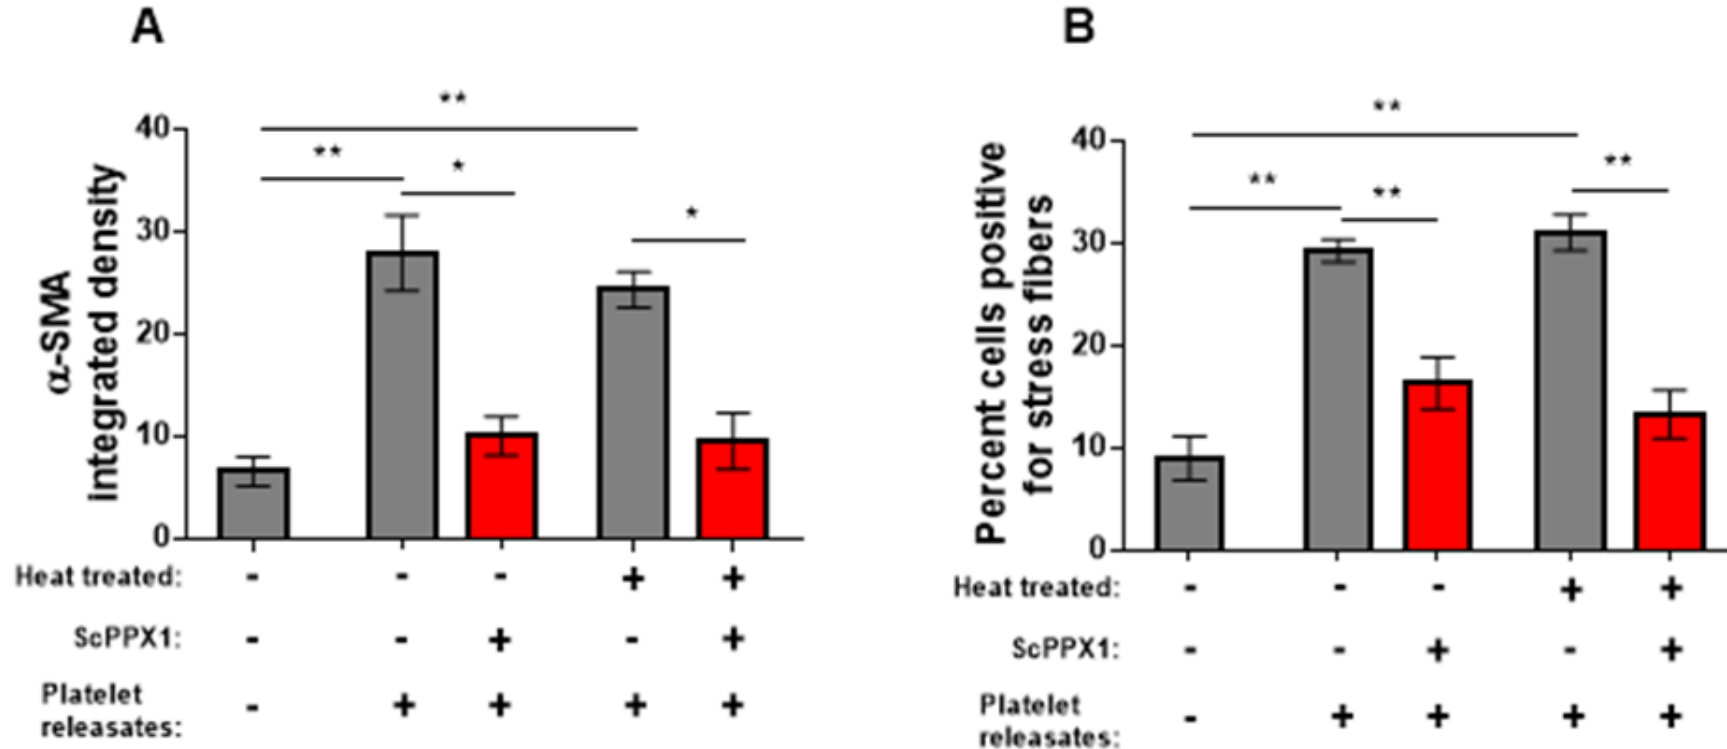 A
**
40
**
*
30
*
20
10
0
α-SMA
integrated density
Heat treated: - - - + +
ScPPX1: - - + - +
Platelet
releasates: - + + + +
B
**
40
**
**
**
30
20
10
0
Percent cells positive
for stress fibers
Heat treated: - - - + +
ScPPX1: - - + - +
Platelet
releasates: - + + + +